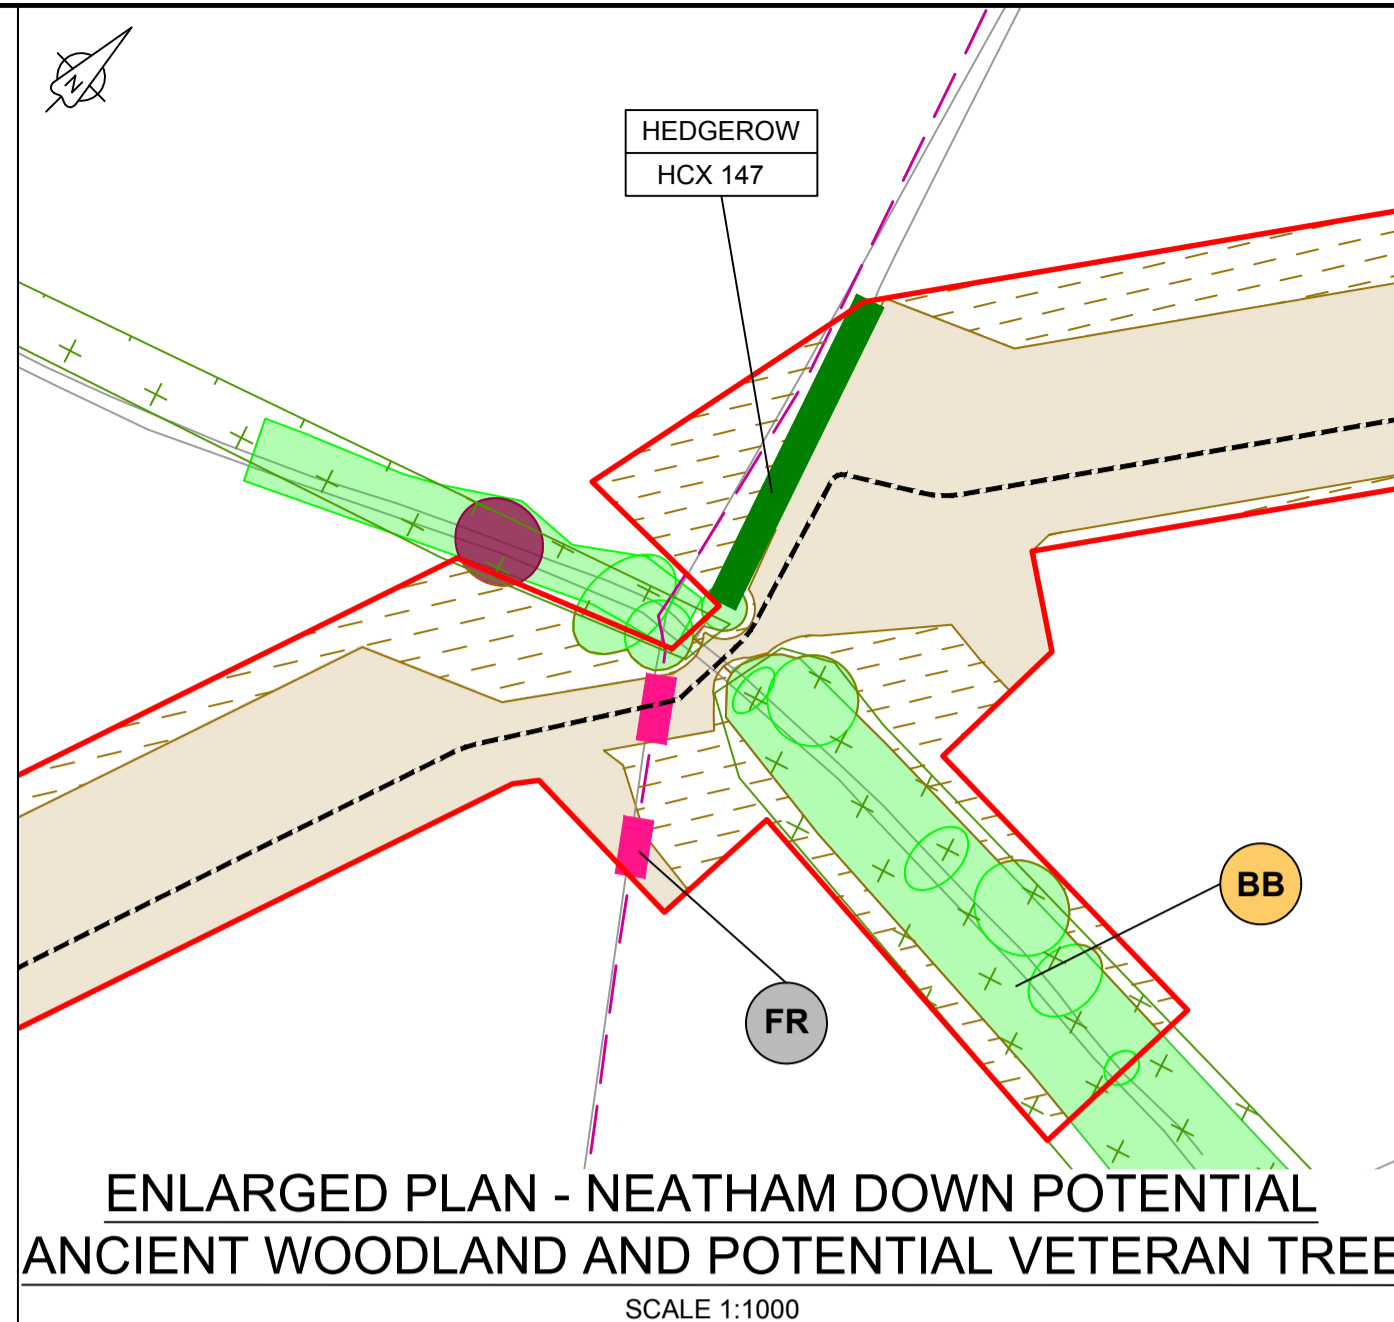 N
HEDGEROW
HCX 147
BB
FR
ENLARGED PLAN - NEATHAM DOWN POTENTIAL
ANCIENT WOODLAND AND POTENTIAL VETERAN TREE
SCALE 1:1000